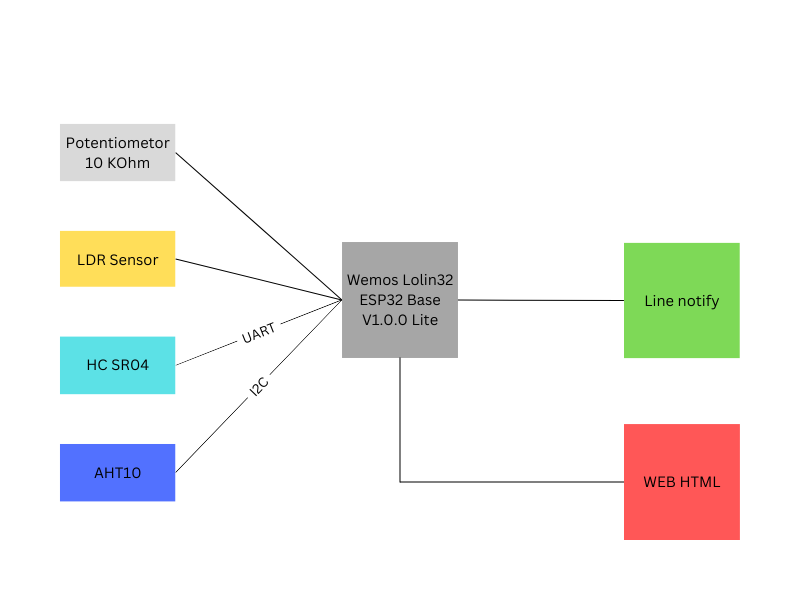 Potentiometor
10 KOhm
LDR Sensor
HC SR04
AHT10
UART
I2C
Wemos Lolin32
ESP32 Base
V1.0.0 Lite
Line notify
WEB HTML